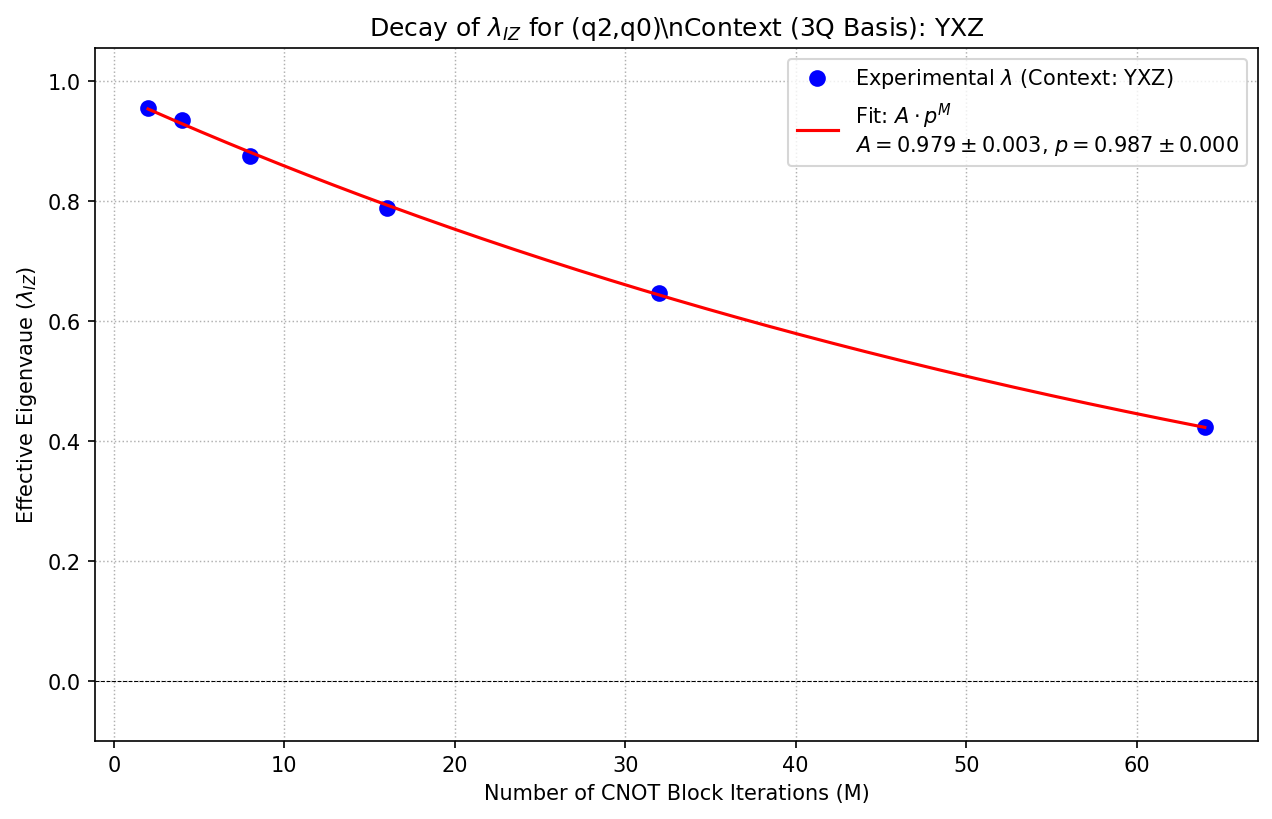 Decay of λ_IZ for (q2,q0)\nContext (3Q Basis): YXZ
Experimental λ (Context: YXZ)
Fit: A · p^M
A = 0.979 ± 0.003, p = 0.987 ± 0.000
Effective Eigenvaue (λ_IZ)
1.0
0.8
0.6
0.4
0.2
0.0
0 10 20 30 40 50 60
Number of CNOT Block Iterations (M)